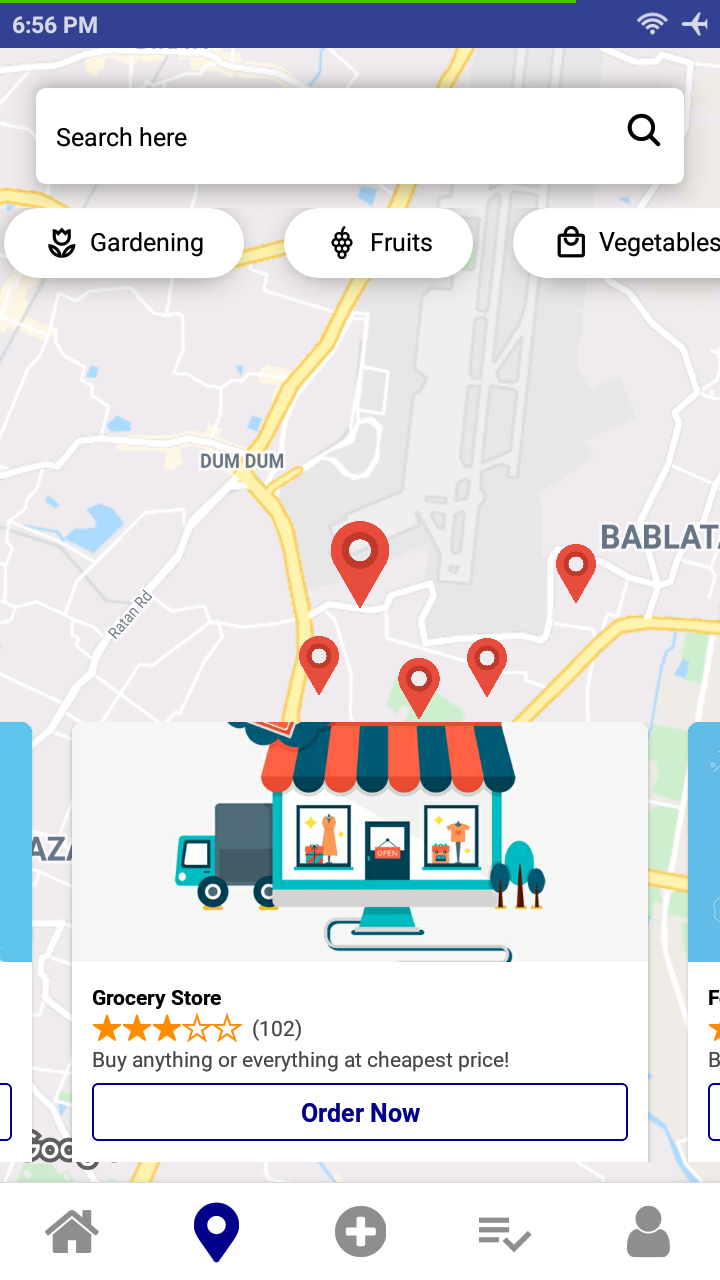 6:56 PM
Search here
Gardening
Fruits
Vegetables
DUM DUM
BABLATA
Ratan Rd
AZA
OPEN
Grocery Store
(102)
F
Buy anything or everything at cheapest price!
B
Order Now
Goog